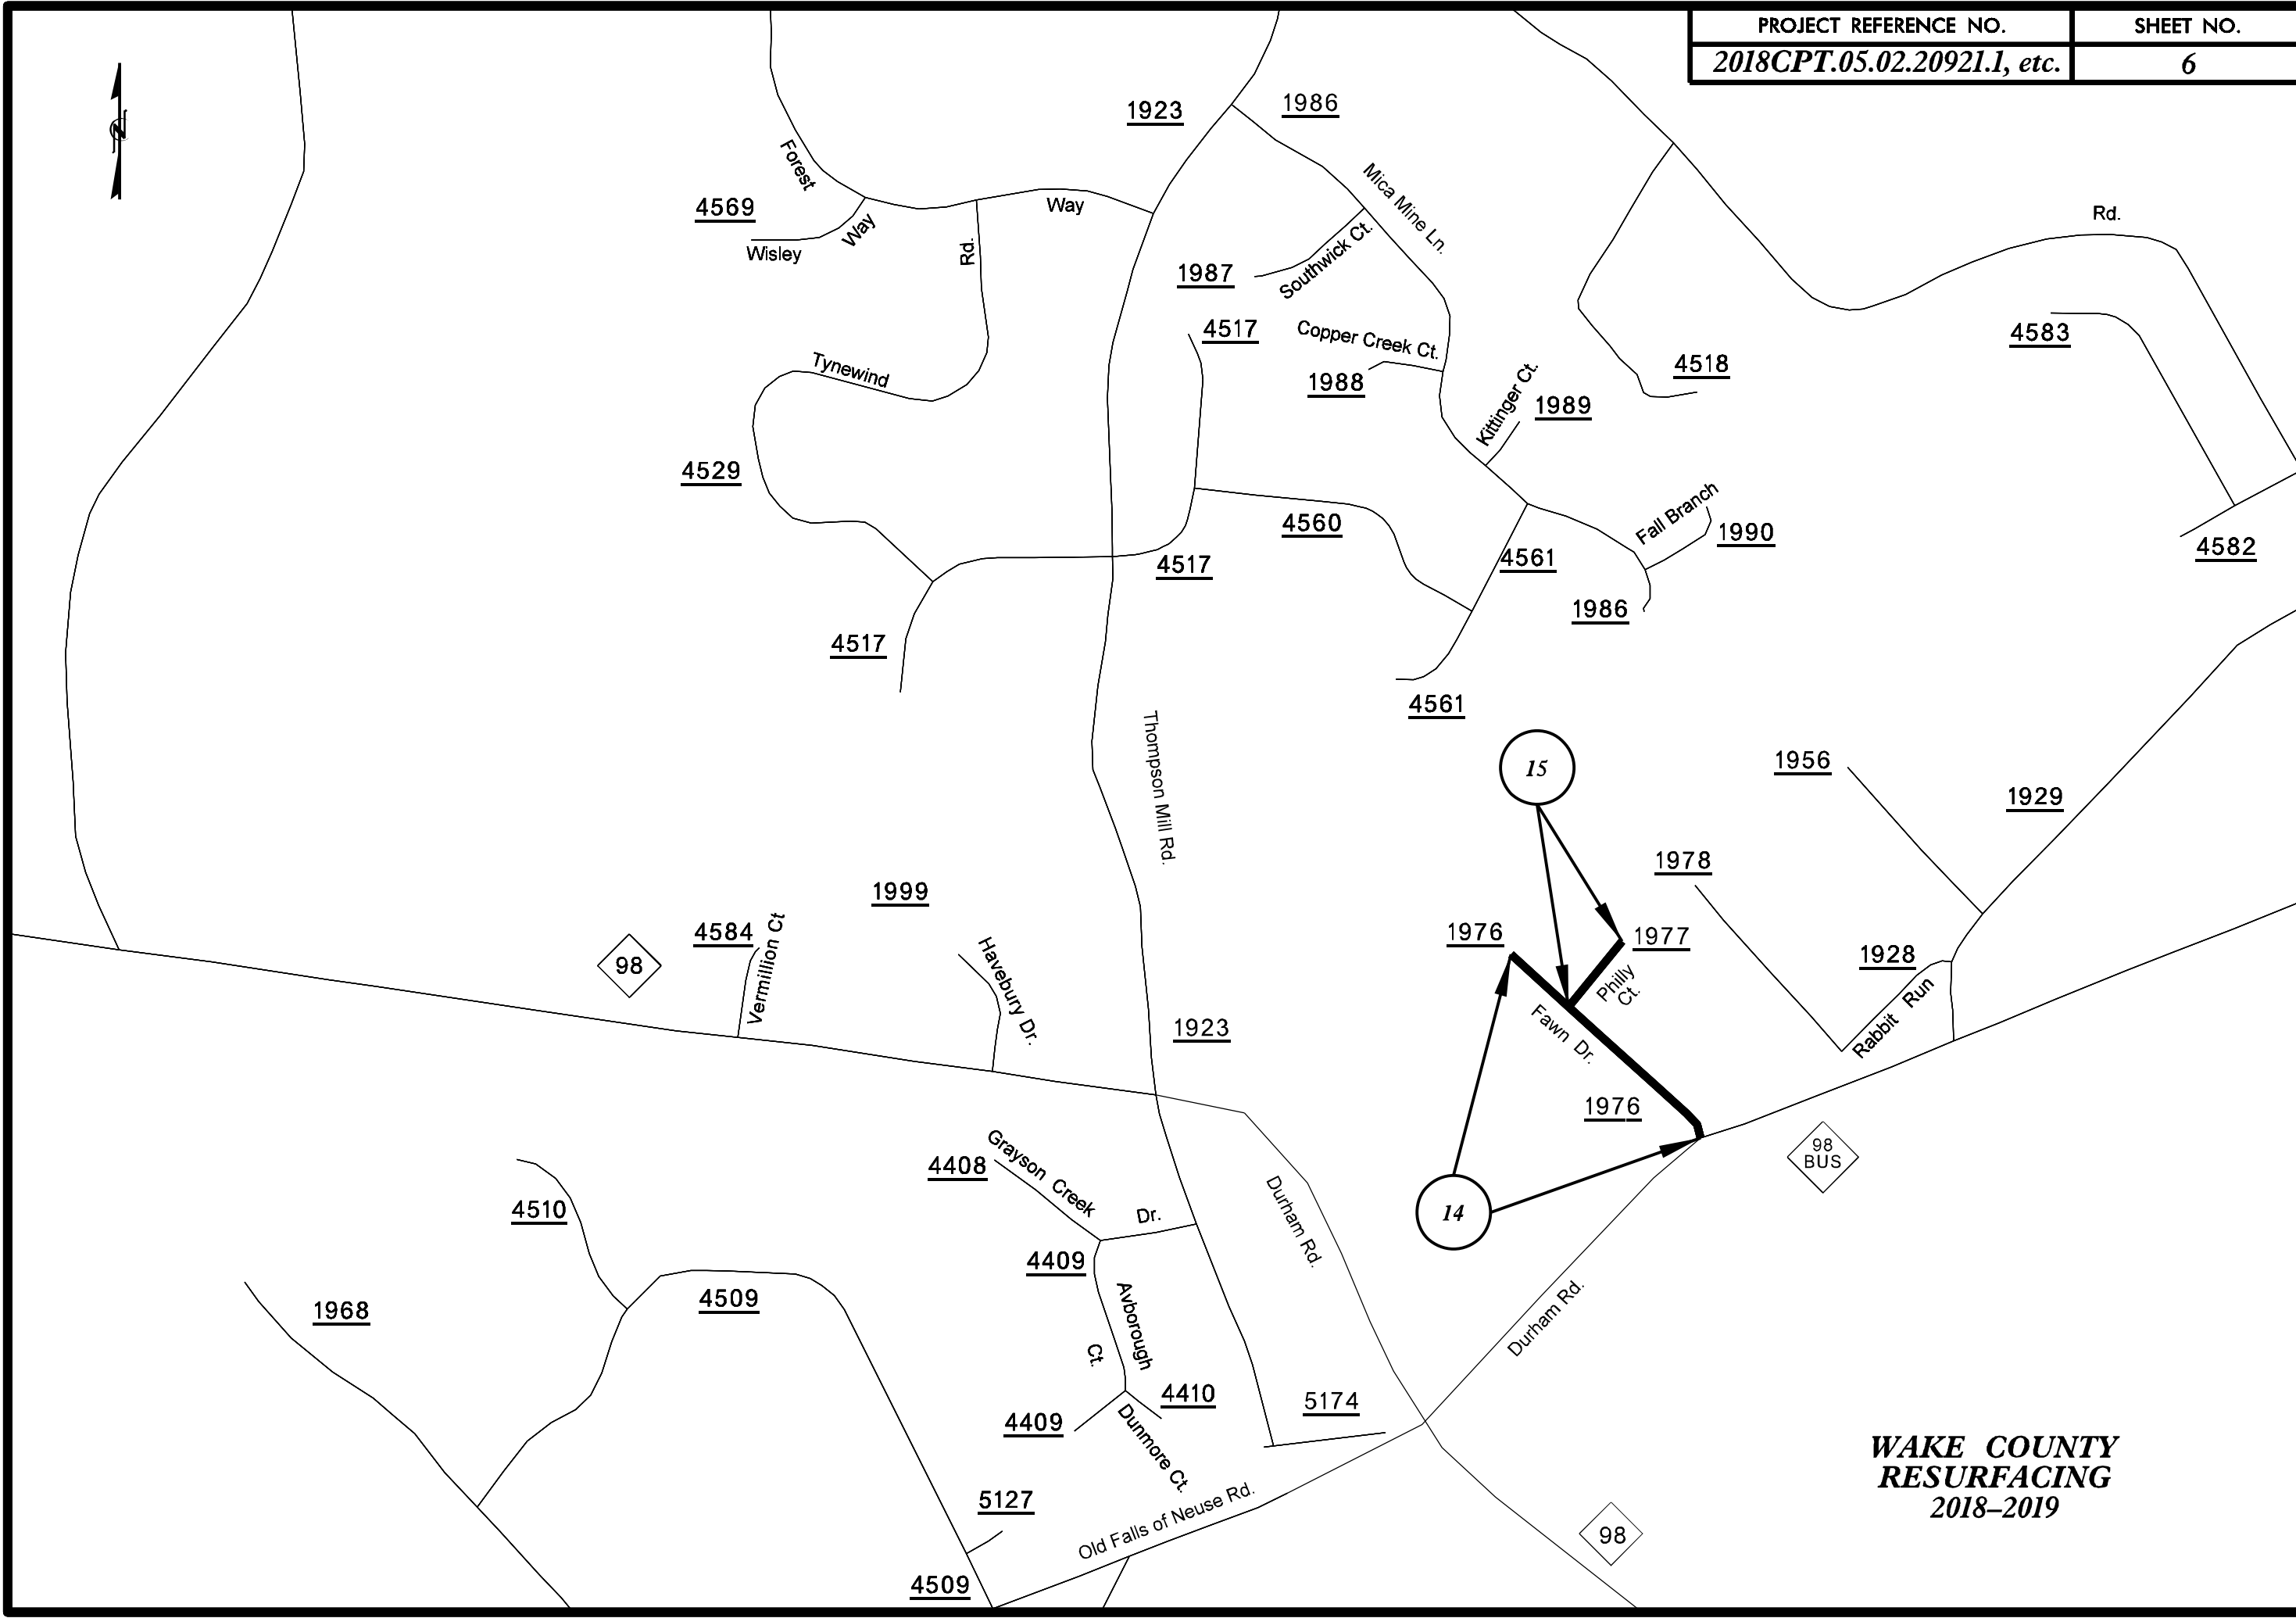 PROJECT REFERENCE NO.
SHEET NO.
2018CPT.05.02.20921.1, etc.
6
N
1923
1986
Forest
Mica Mine Ln.
4569
Way
Way
Rd.
Wisley
Rd.
Southwick Ct.
1987
4517
Copper Creek Ct.
4583
Tynewind
1988
4518
Kittinger Ct.
1989
4529
Fall Branch
4560
1990
4561
4582
4517
1986
4517
4561
Thompson Mill Rd.
15
1956
1929
1978
1999
4584
Vermillion Ct
98
Havebury Dr.
1976
1977
Philly
Ct.
1928
Rabbit Run
Fawn Dr.
1923
1976
98
BUS
4408
Grayson Creek
Dr.
Durham Rd.
14
4510
4409
4509
1968
Avborough
Ct.
Durham Rd.
4410
5174
4409
Dunmore Ct.
WAKE COUNTY
RESURFACING
2018–2019
5127
Old Falls of Neuse Rd.
98
4509